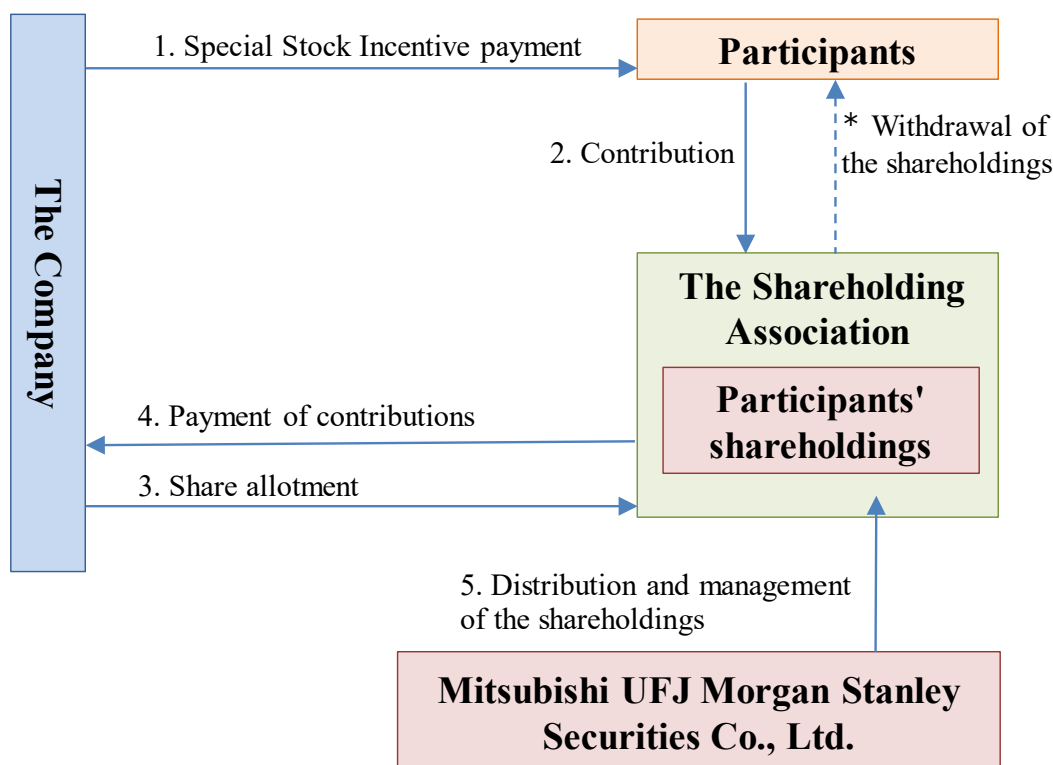 1. Special Stock Incentive payment
Participants
2. Contribution
* Withdrawal of
the shareholdings
The Company
The Shareholding
Association
Participants'
shareholdings
4. Payment of contributions
3. Share allotment
5. Distribution and management
of the shareholdings
Mitsubishi UFJ Morgan Stanley
Securities Co., Ltd.